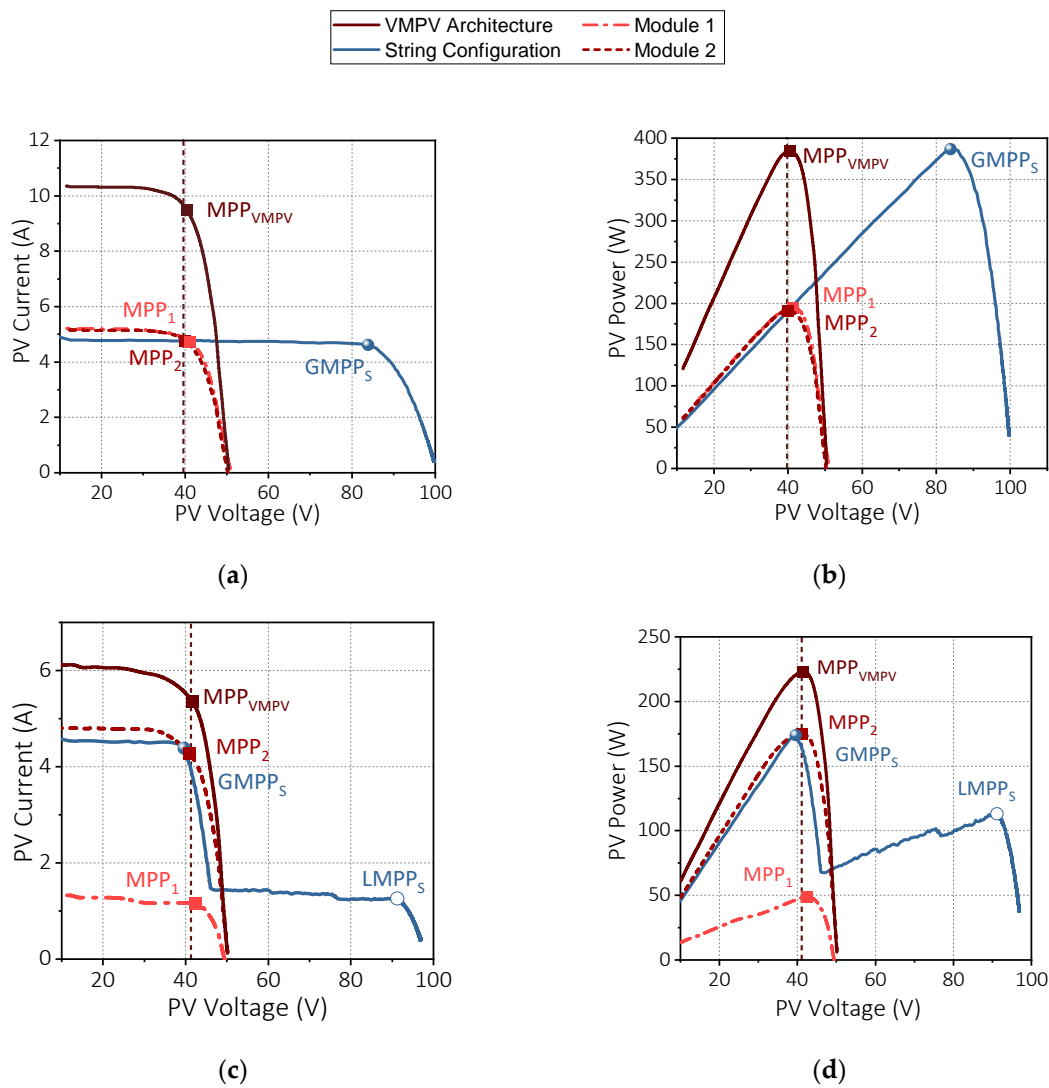 VMPV Architecture Module 1
String Configuration Module 2
12
10
8
6
4
2
0
PV Current (A)
MPP_VMPV
MPP_1
MPP_2
GMPP_S
20 40 60 80 100
PV Voltage (V)
(a)
400
350
300
250
200
150
100
50
0
PV Power (W)
MPP_VMPV
GMPP_S
MPP_1
MPP_2
20 40 60 80 100
PV Voltage (V)
(b)
6
4
2
0
PV Current (A)
MPP_VMPV
MPP_2
GMPP_S
MPP_1
LMPP_S
20 40 60 80 100
PV Voltage (V)
(c)
250
200
150
100
50
0
PV Power (W)
MPP_VMPV
MPP_2
GMPP_S
LMPP_S
MPP_1
20 40 60 80 100
PV Voltage (V)
(d)